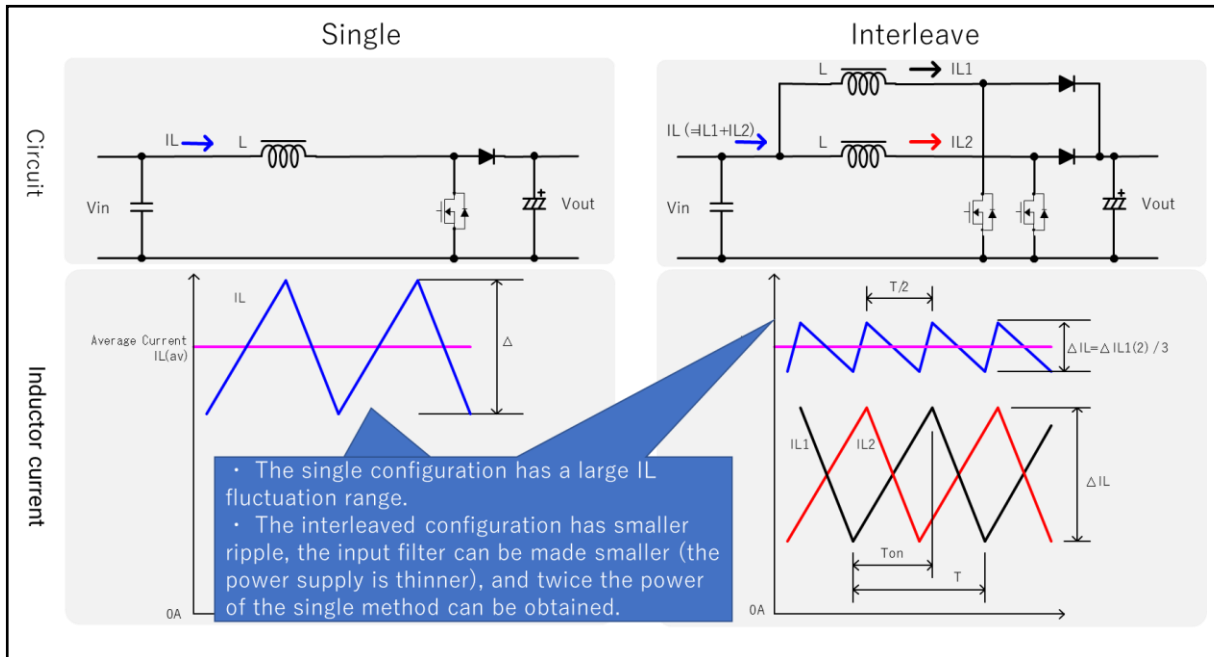 Single
Interleave
Circuit
IL
L
Vin
Vout
L
IL1
IL (=IL1+IL2)
L
IL2
Vin
Vout
Inductor current
IL
Average Current
IL(av)
△
0A
T/2
△IL=△IL1(2)/3
IL1
IL2
△IL
Ton
T
0A
・ The single configuration has a large IL
fluctuation range.
・ The interleaved configuration has smaller
ripple, the input filter can be made smaller (the
power supply is thinner), and twice the power
of the single method can be obtained.